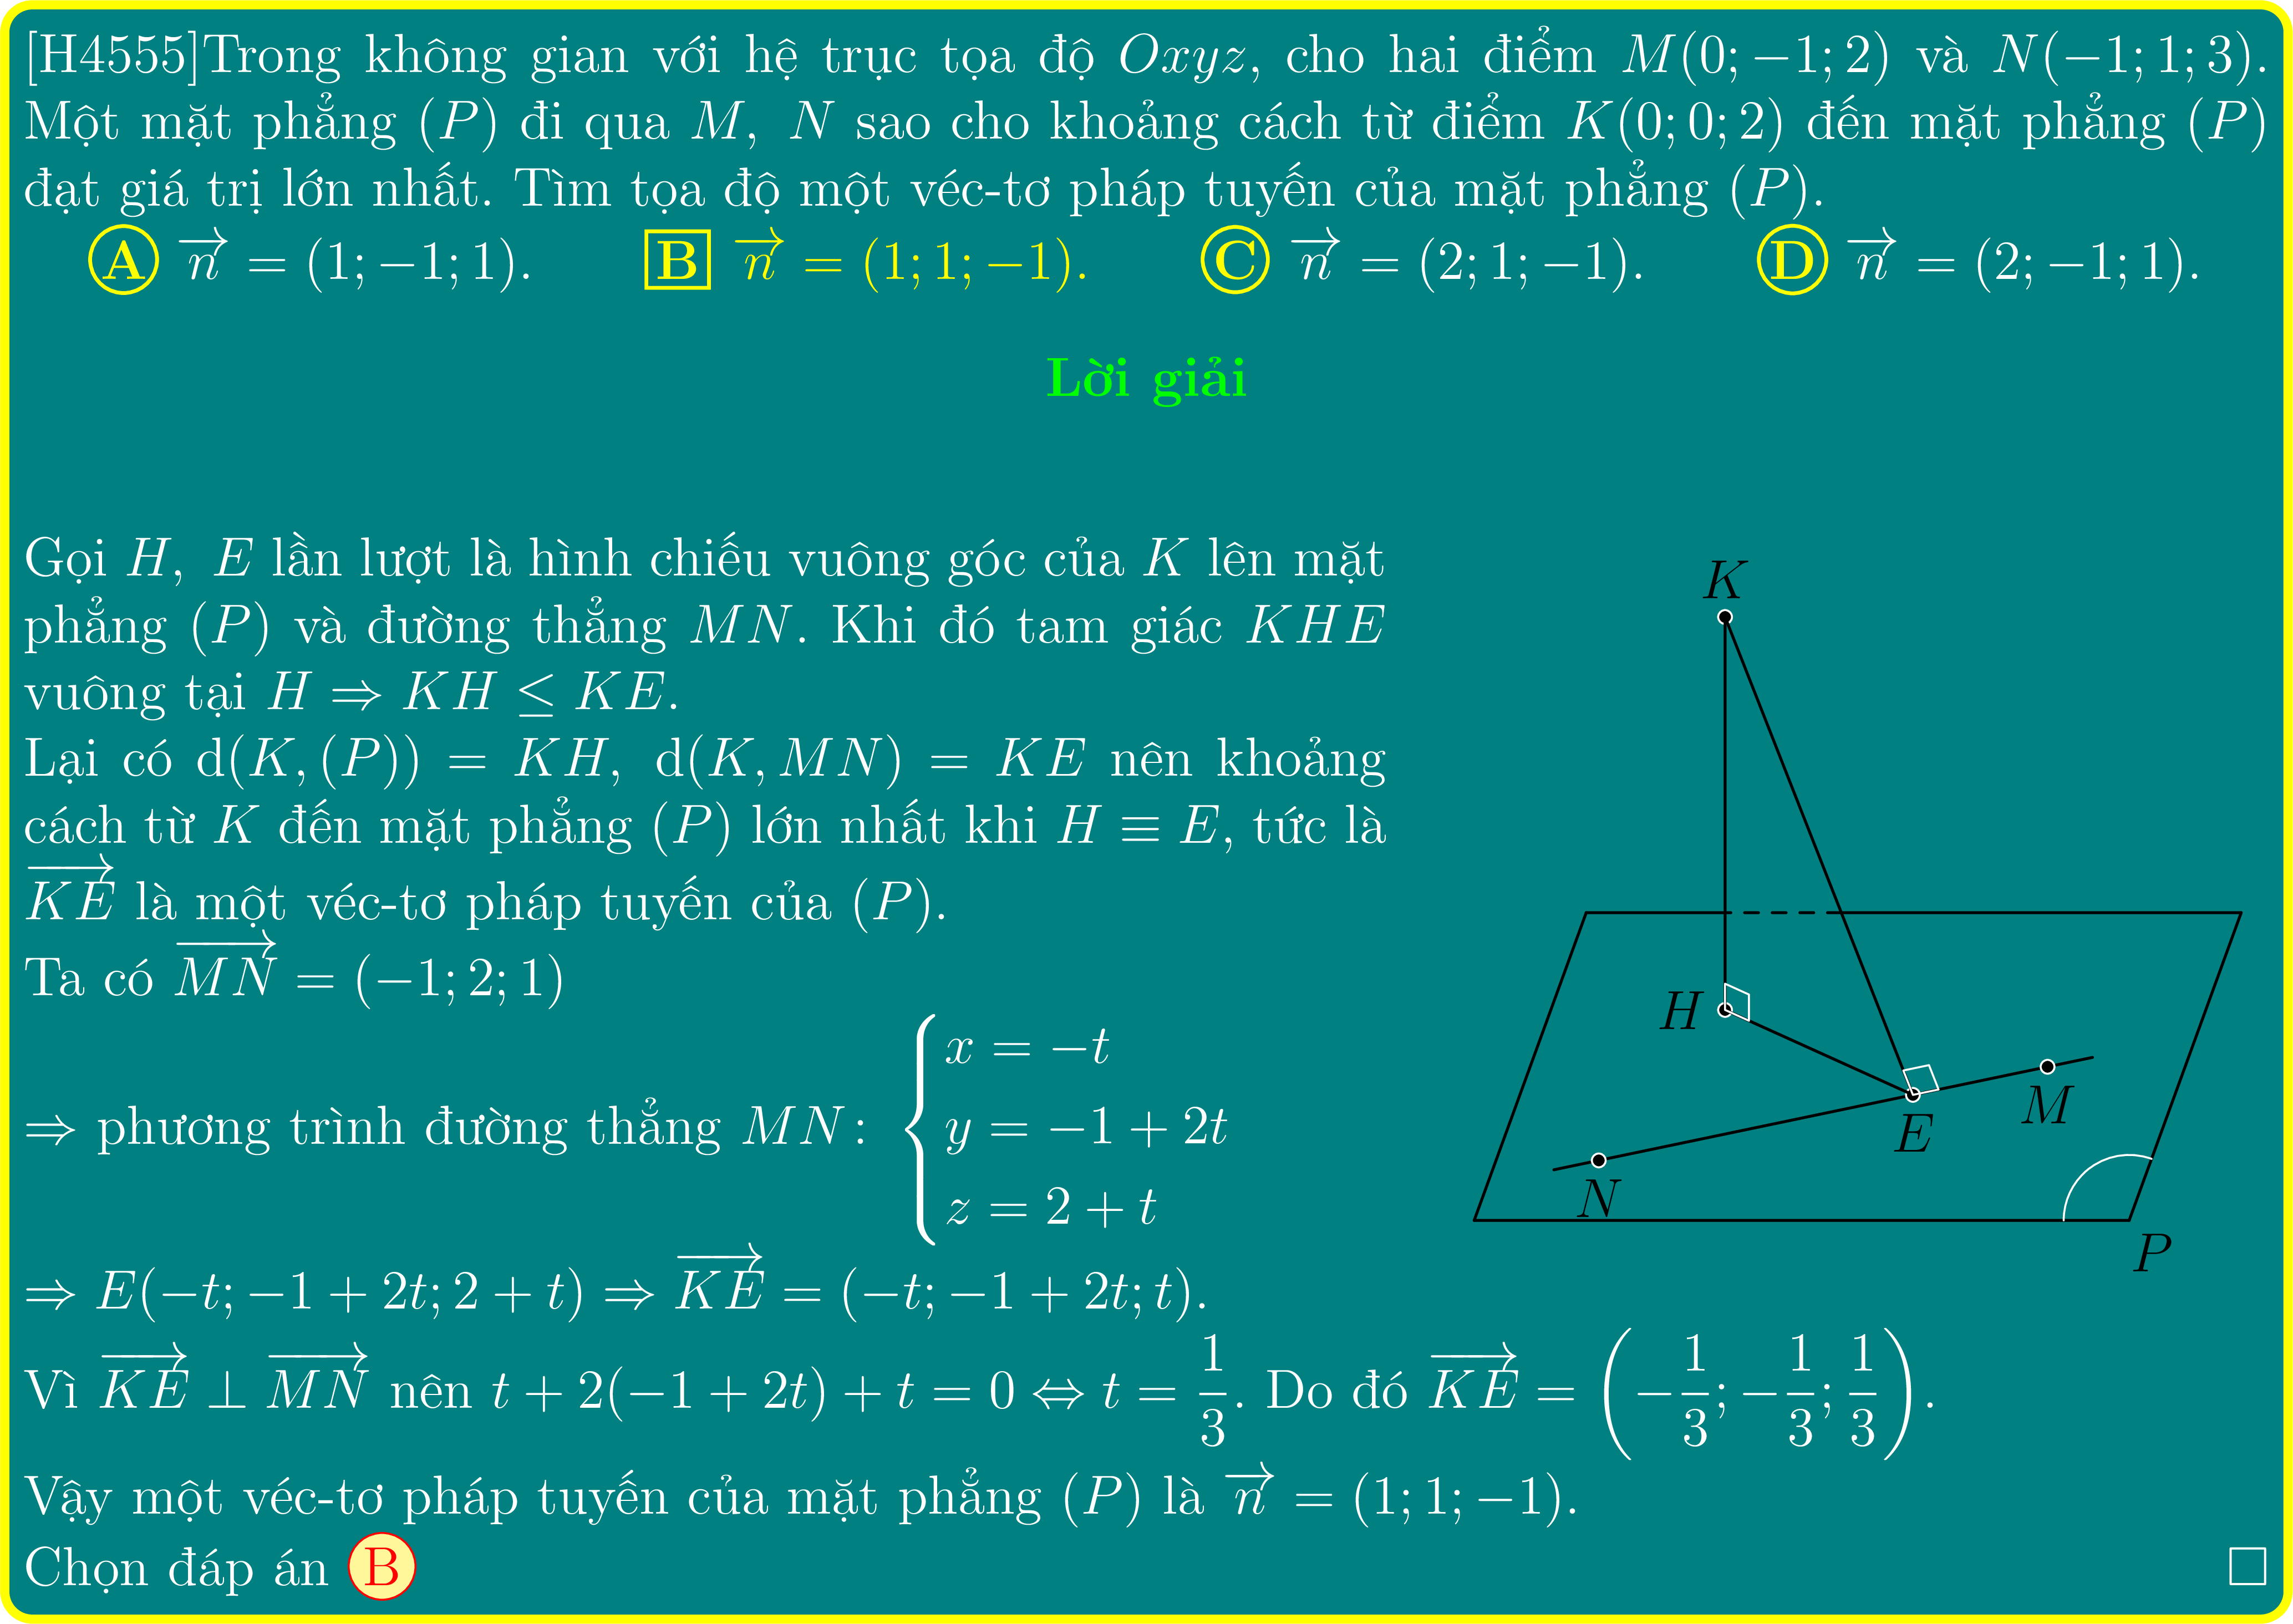 [H4555]Trong không gian với hệ trục tọa độ Oxyz, cho hai điểm M(0; −1; 2) và N(−1; 1; 3).
Một mặt phẳng (P) đi qua M, N sao cho khoảng cách từ điểm K(0; 0; 2) đến mặt phẳng (P)
đạt giá trị lớn nhất. Tìm tọa độ một véc-tơ pháp tuyến của mặt phẳng (P).
A $\overrightarrow{n}$ = (1; −1; 1). B $\overrightarrow{n}$ = (1; 1; −1). C $\overrightarrow{n}$ = (2; 1; −1). D $\overrightarrow{n}$ = (2; −1; 1).
Lời giải
Gọi H, E lần lượt là hình chiếu vuông góc của K lên mặt
phẳng (P) và đường thẳng MN. Khi đó tam giác KHE
vuông tại H ⇒ KH ≤ KE.
Lại có d(K, (P)) = KH, d(K, MN) = KE nên khoảng
cách từ K đến mặt phẳng (P) lớn nhất khi H ≡ E, tức là
$\overrightarrow{KE}$ là một véc-tơ pháp tuyến của (P).
Ta có $\overrightarrow{MN}$ = (−1; 2; 1)
⇒ phương trình đường thẳng MN: $\begin{cases} x = -t \\ y = -1 + 2t \\ z = 2 + t \end{cases}$
⇒ E(−t; −1 + 2t; 2 + t) ⇒ $\overrightarrow{KE}$ = (−t; −1 + 2t; t).
Vì $\overrightarrow{KE}$ ⊥ $\overrightarrow{MN}$ nên t + 2(−1 + 2t) + t = 0 ⇔ t = $\frac{1}{3}$. Do đó $\overrightarrow{KE}$ = $\left(-\frac{1}{3}; -\frac{1}{3}; \frac{1}{3}\right)$.
Vậy một véc-tơ pháp tuyến của mặt phẳng (P) là $\overrightarrow{n}$ = (1; 1; −1).
Chọn đáp án B □
K
H
M
E
N
P